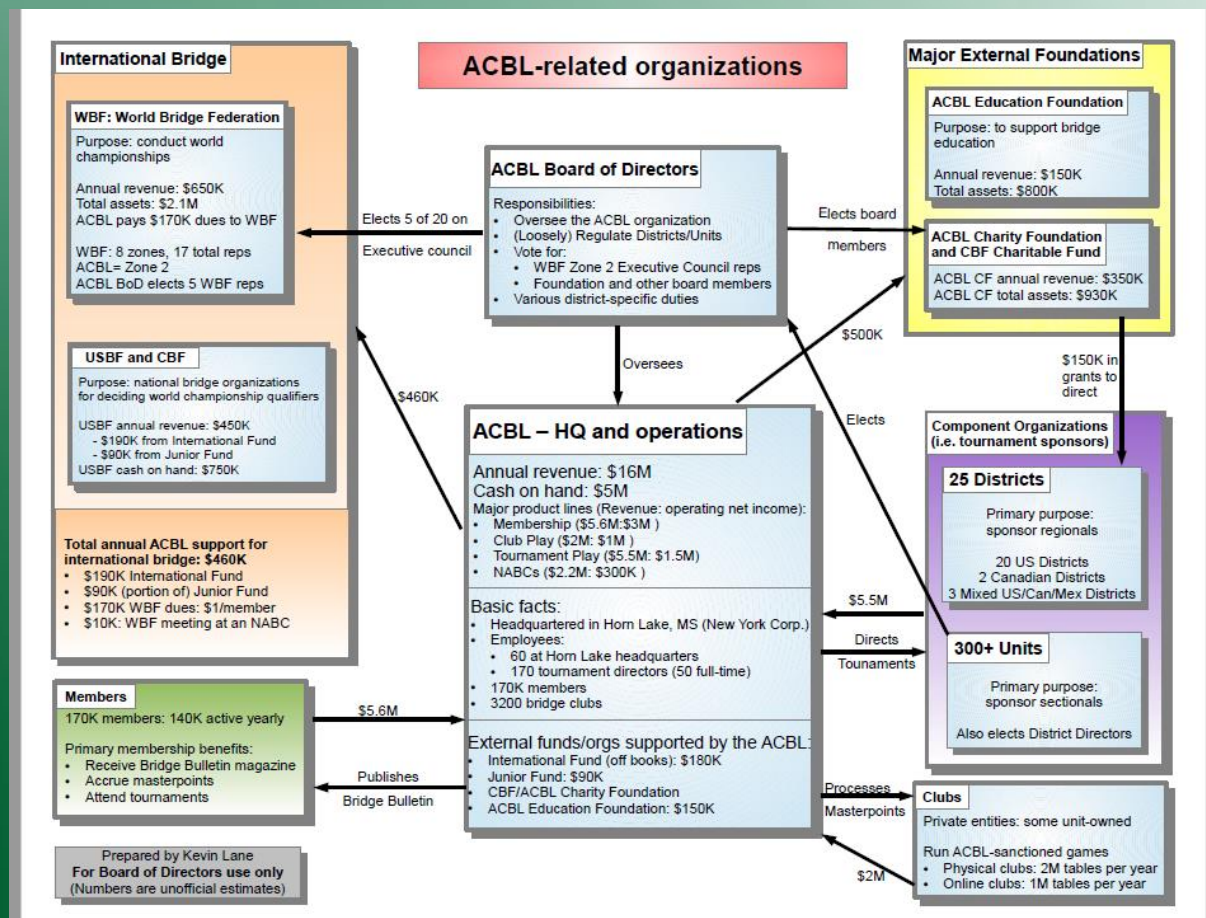 ACBL-related organizations
International Bridge
WBF: World Bridge Federation
Purpose: conduct world
championships
Annual revenue: $650K
Total assets: $2.1M
ACBL pays $170K dues to WBF
WBF: 8 zones, 17 total reps
ACBL= Zone 2
ACBL BoD elects 5 WBF reps
USBF and CBF
Purpose: national bridge organizations
for deciding world championship qualifiers
USBF annual revenue: $450K
- $190K from International Fund
- $90K from Junior Fund
USBF cash on hand: $750K
Total annual ACBL support for
international bridge: $460K
• $190K International Fund
• $90K (portion of) Junior Fund
• $170K WBF dues: $1/member
• $10K: WBF meeting at an NABC
Members
170K members: 140K active yearly
Primary membership benefits:
• Receive Bridge Bulletin magazine
• Accrue masterpoints
• Attend tournaments
Prepared by Kevin Lane
For Board of Directors use only
(Numbers are unofficial estimates)
Elects 5 of 20 on
Executive council
$460K
$5.6M
Publishes
Bridge Bulletin
ACBL Board of Directors
Responsibilities:
• Oversee the ACBL organization
• (Loosely) Regulate Districts/Units
• Vote for:
• WBF Zone 2 Executive Council reps
• Foundation and other board members
• Various district-specific duties
Oversees
ACBL – HQ and operations
Annual revenue: $16M
Cash on hand: $5M
Major product lines (Revenue: operating net income):
• Membership ($5.6M:$3M )
• Club Play ($2M: $1M )
• Tournament Play ($5.5M: $1.5M)
• NABCs ($2.2M: $300K )
Basic facts:
• Headquartered in Horn Lake, MS (New York Corp.)
• Employees:
• 60 at Horn Lake headquarters
• 170 tournament directors (50 full-time)
• 170K members
• 3200 bridge clubs
External funds/orgs supported by the ACBL:
• International Fund (off books): $180K
• Junior Fund: $90K
• CBF/ACBL Charity Foundation
• ACBL Education Foundation: $150K
Elects board
members
$500K
Elects
$5.5M
Directs
Tounaments
Processes
Masterpoints
$2M
Major External Foundations
ACBL Education Foundation
Purpose: to support bridge
education
Annual revenue: $150K
Total assets: $800K
ACBL Charity Foundation
and CBF Charitable Fund
ACBL CF annual revenue: $350K
ACBL CF total assets: $930K
$150K in
grants to
direct
Component Organizations
(i.e. tournament sponsors)
25 Districts
Primary purpose:
sponsor regionals
20 US Districts
2 Canadian Districts
3 Mixed US/Can/Mex Districts
300+ Units
Primary purpose:
sponsor sectionals
Also elects District Directors
Clubs
Private entities: some unit-owned
Run ACBL-sanctioned games
• Physical clubs: 2M tables per year
• Online clubs: 1M tables per year